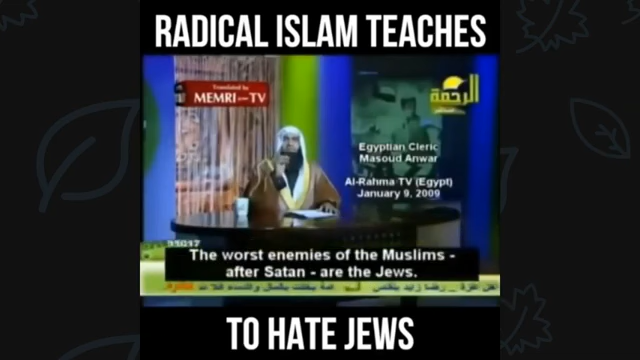 RADICAL ISLAM TEACHES
Translated by
MEMRI TV
الرحمة
Egyptian Cleric
Masoud Anwar
Al-Rahma TV (Egypt)
January 9, 2009
35017
The worst enemies of the Muslims -
after Satan - are the Jews.
TO HATE JEWS